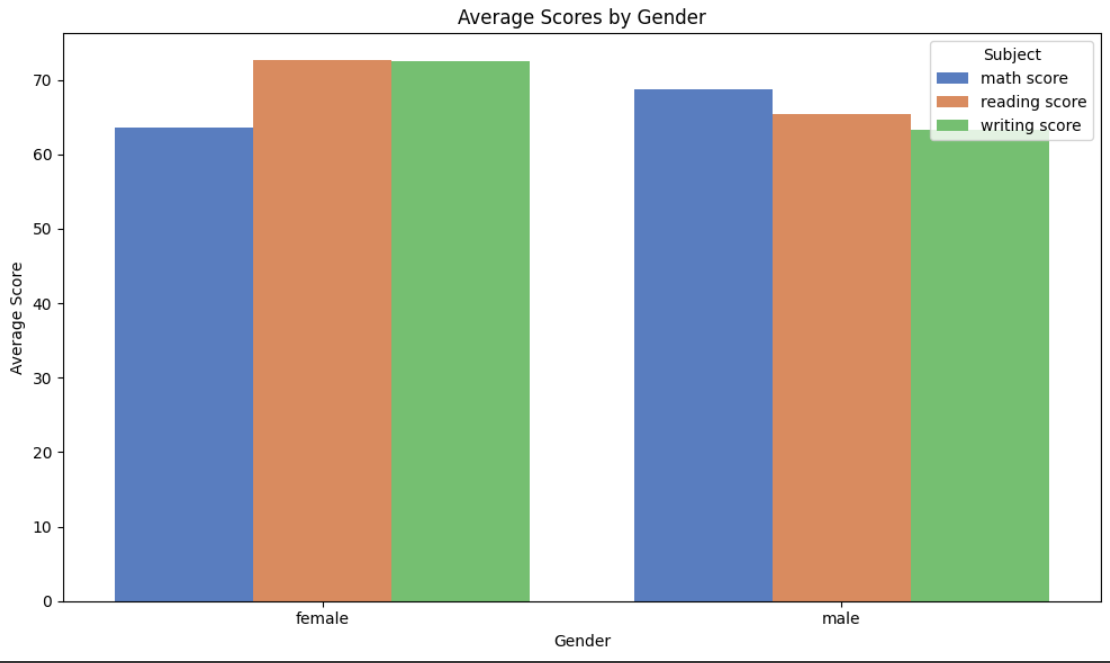 Average Scores by Gender
Subject
math score
reading score
writing score
70
60
50
40
30
20
10
0
Average Score
female
male
Gender